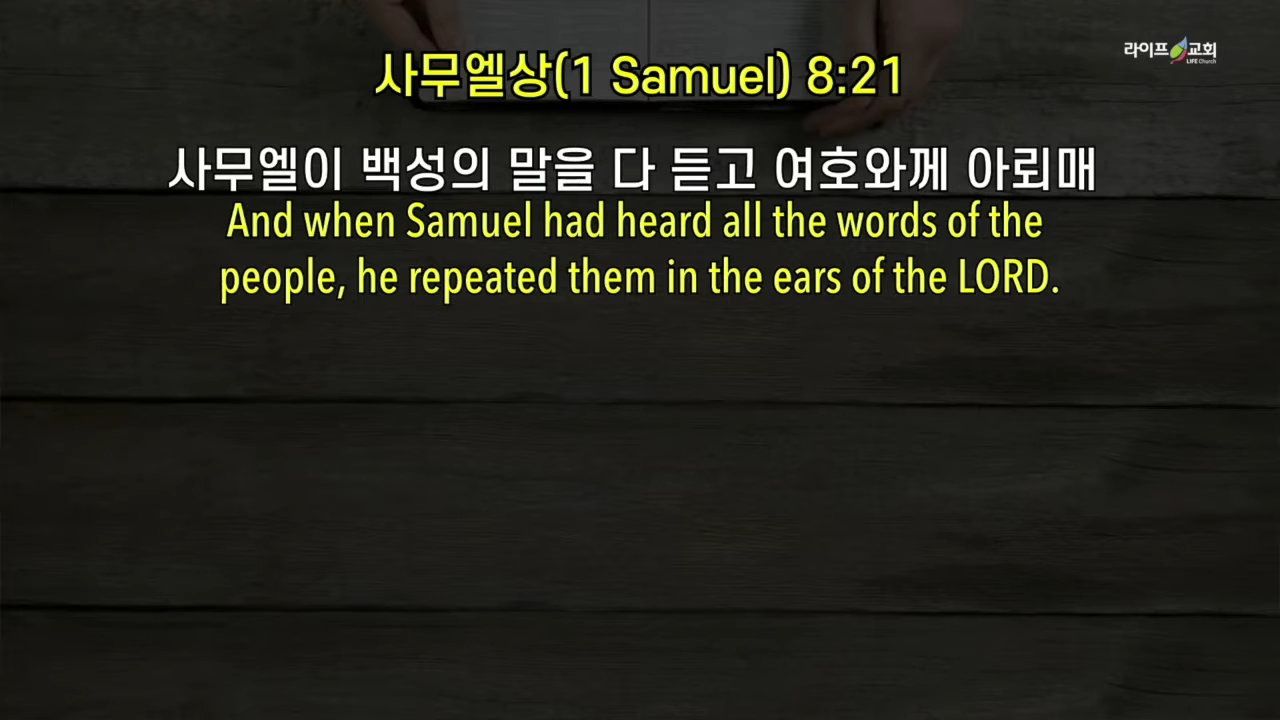 라이프 교회
LIFE Church
사무엘상(1 Samuel) 8:21
사무엘이 백성의 말을 다 듣고 여호와께 아뢰매
And when Samuel had heard all the words of the
people, he repeated them in the ears of the LORD.